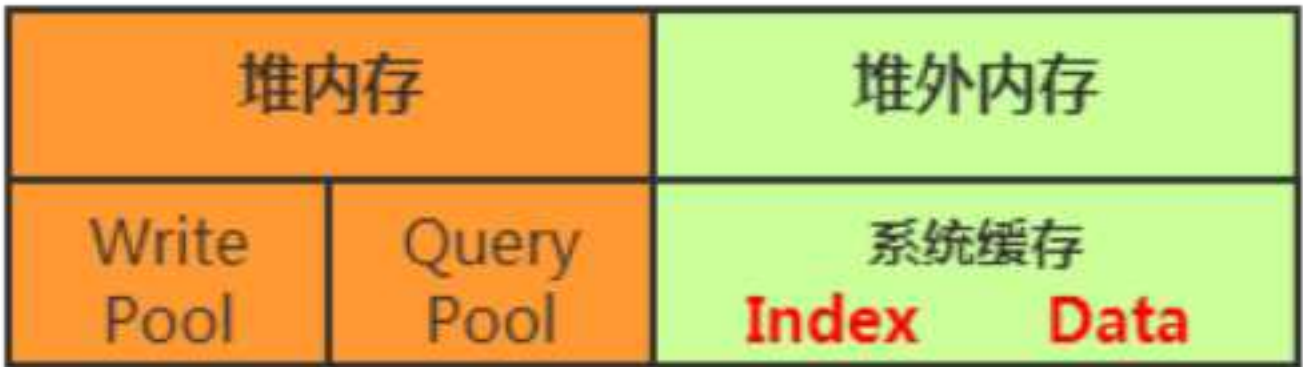 堆内存
堆外内存
Write
Pool
Query
Pool
系统缓存
Index Data